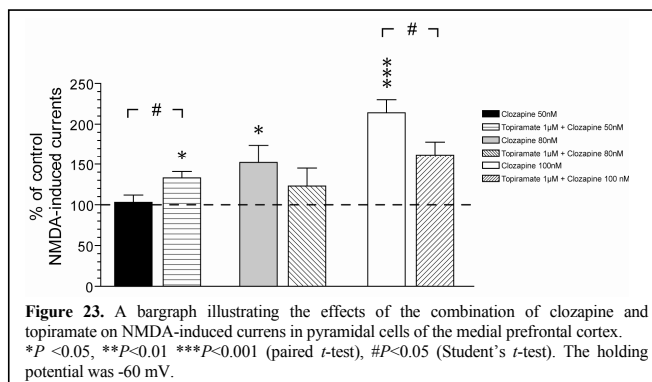 #
#
***
*
*
% of control
NMDA-induced currents
250
200
150
100
50
0
Clozapine 50nM
Topiramate 1µM + Clozapine 50nM
Clozapine 80nM
Topiramate 1µM + Clozapine 80nM
Clozapine 100nM
Topiramate 1µM + Clozapine 100 nM
Figure 23. A bargraph illustrating the effects of the combination of clozapine and
topiramate on NMDA-induced currens in pyramidal cells of the medial prefrontal cortex.
*P <0.05, **P<0.01 ***P<0.001 (paired t-test), #P<0.05 (Student's t-test). The holding
potential was -60 mV.